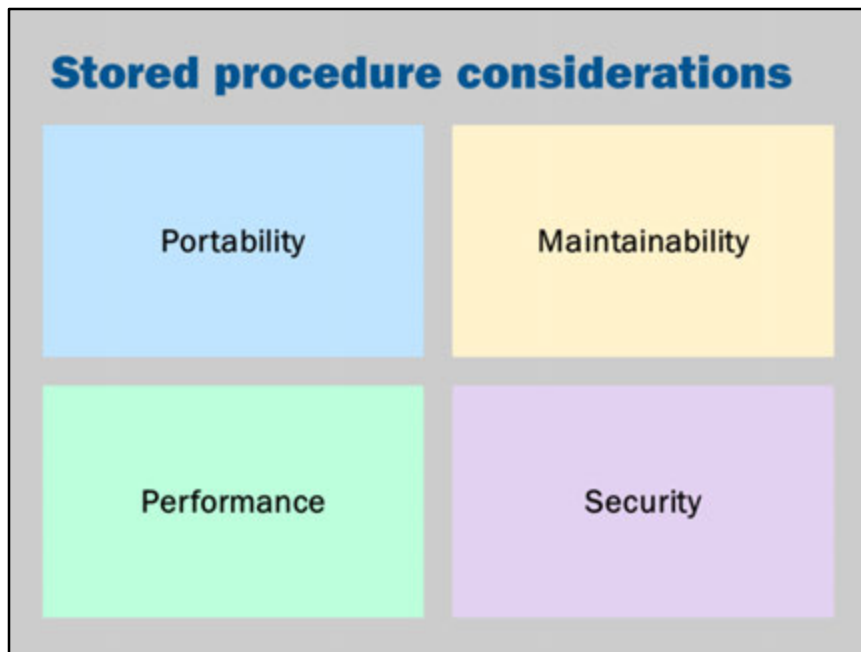 Stored procedure considerations
Portability
Maintainability
Performance
Security